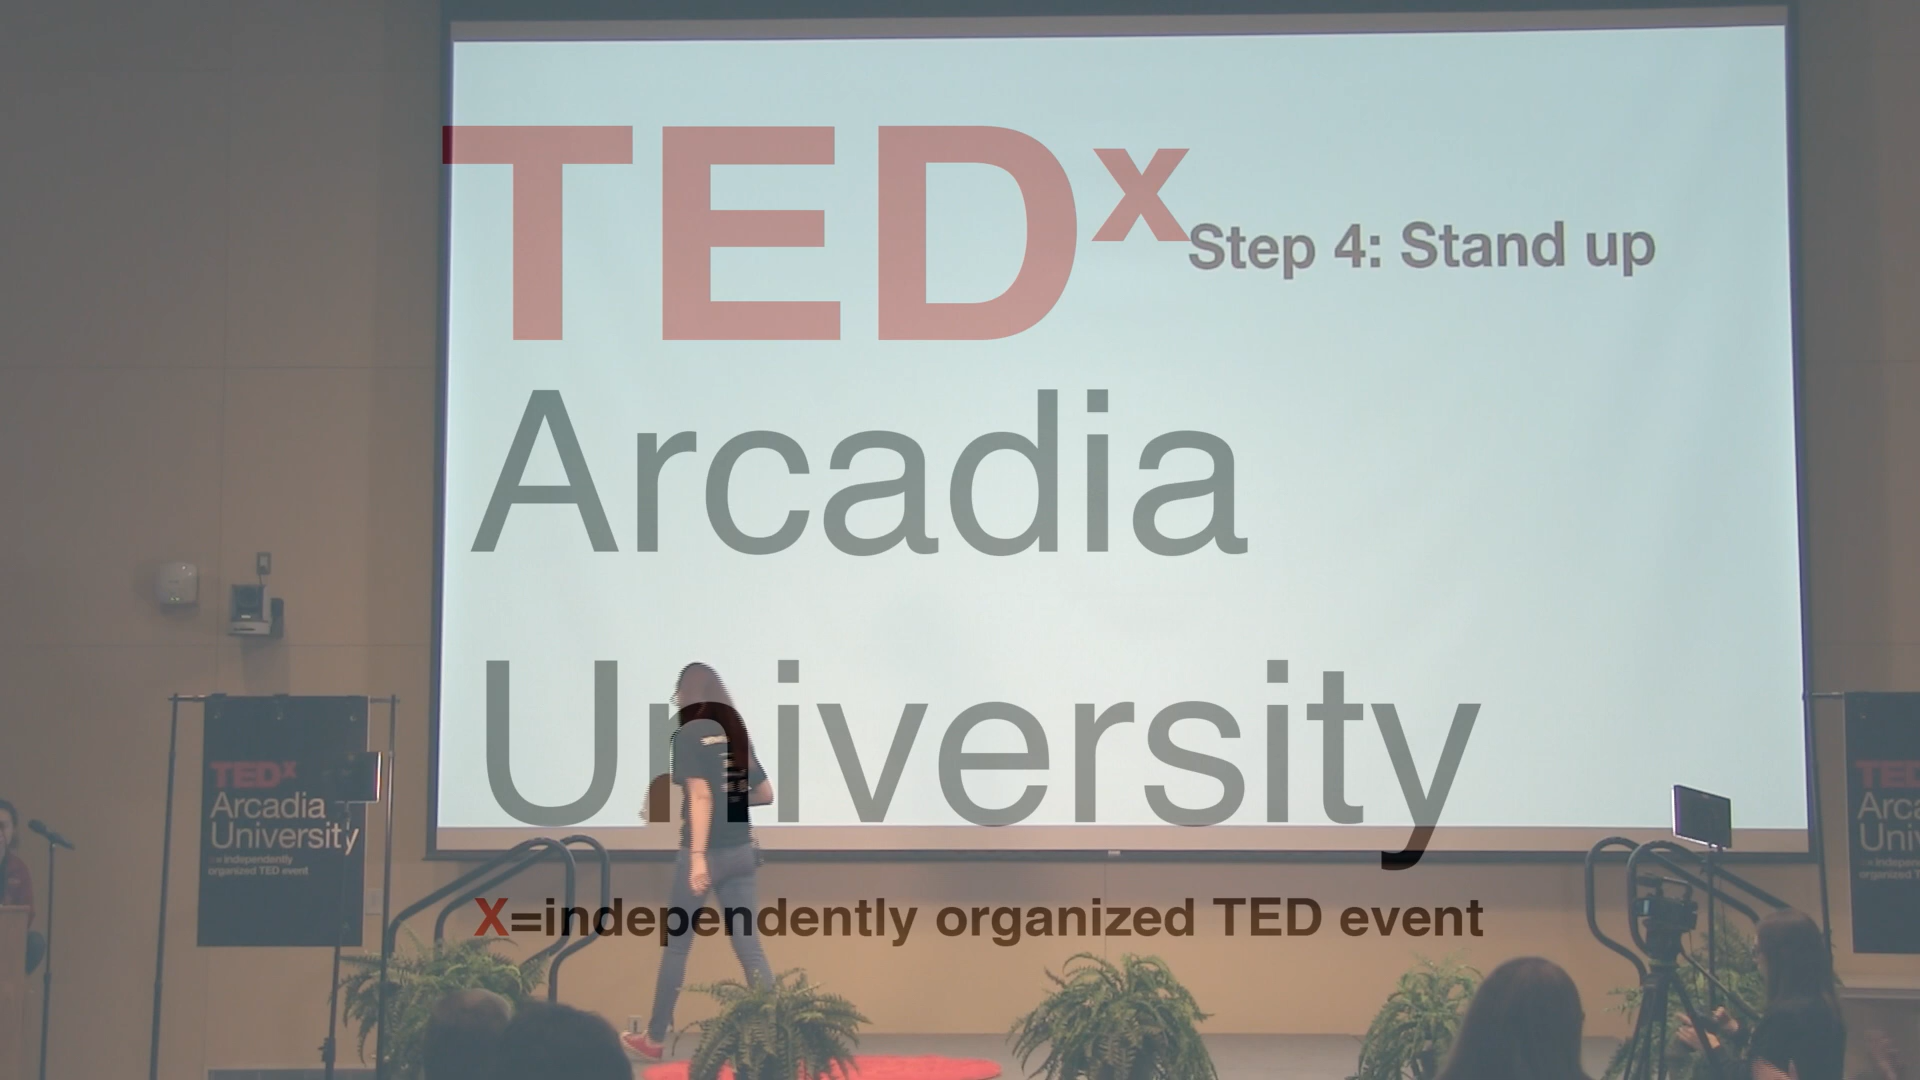 TEDx
Step 4: Stand up
Arcadia
University
X=independently organized TED event
TEDx
Arcadia
University
x= independently
organized TED event